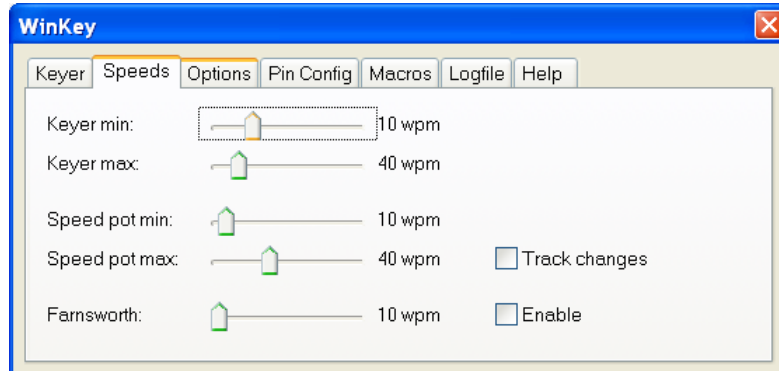 WinKey
Keyer Speeds Options Pin Config Macros Logfile Help
Keyer min: 10 wpm
Keyer max: 40 wpm
Speed pot min: 10 wpm
Speed pot max: 40 wpm Track changes
Farnsworth: 10 wpm Enable